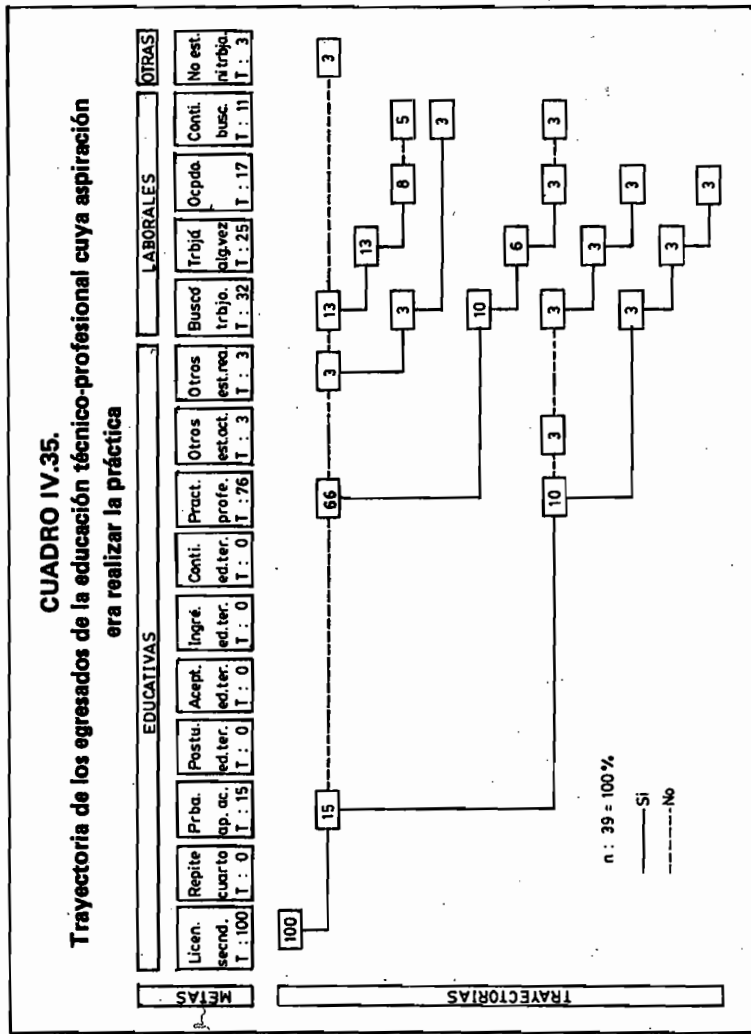 CUADRO IV.35.
Trayectoria de los egresados de la educación técnico-profesional cuya aspiración
era realizar la práctica
METAS
EDUCATIVAS
LABORALES
OTRAS
Licen. secnd. T : 100
Repite cuarto T : 0
Prba. ap. ac. T : 15
Postu. ed.ter. T : 0
Acept. ed.ter. T : 0
Ingré. ed.ter. T : 0
Conti. ed.ter. T : 0
Pract. profe. T : 76
Otros est.act. T : 3
Otros est.rea. T : 3
Buscó trbjo. T : 32
Trbjó alg.vez T : 25
Ocpdo. T : 17
Conti. busc. T : 11
No est. ni trbja. T : 3
TRAYECTORIAS
100
15 66 3 13 3
13
8 5
3 3
10
6
3 3
10 3 3
3
3
3
3
3
n : 39 = 100%
Si
No